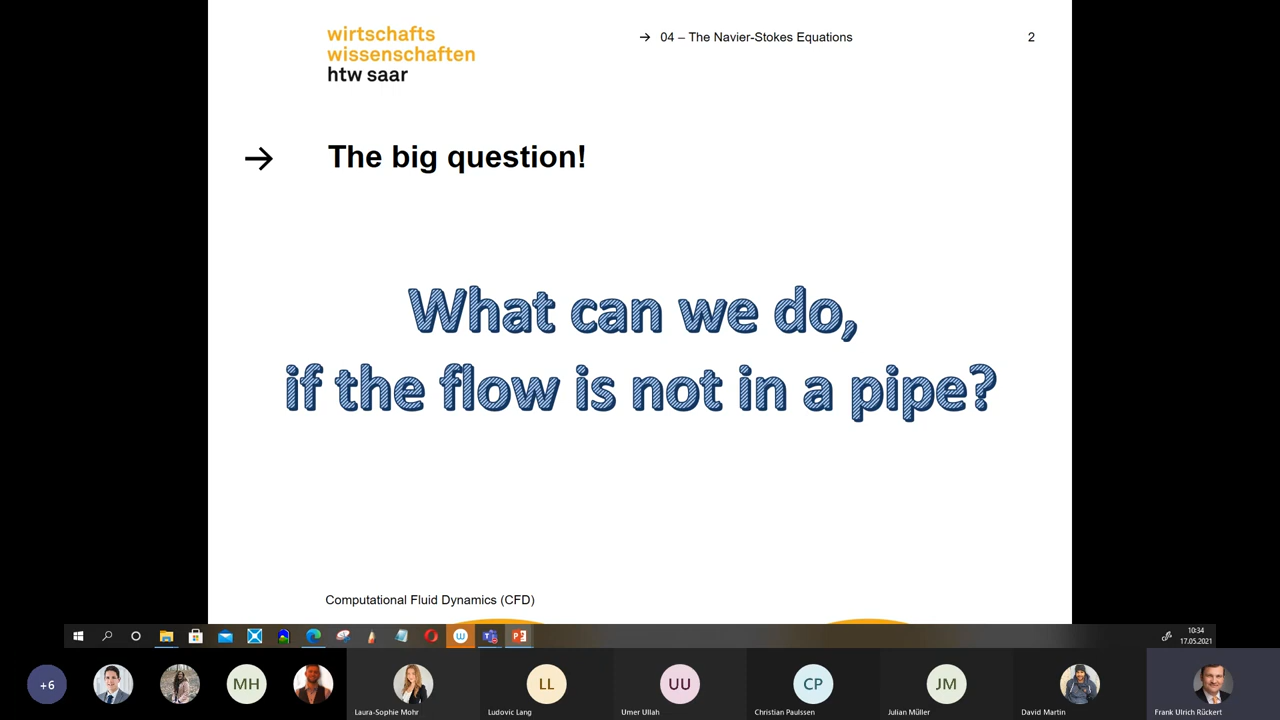 wirtschafts
wissenschaften
htw saar
→ 04 – The Navier-Stokes Equations
2
→ The big question!
What can we do,
if the flow is not in a pipe?
Computational Fluid Dynamics (CFD)
10:34
17.05.2021
+6
MH
LL
UU
CP
JM
Laura-Sophie Mohr
Ludovic Lang
Umer Ullah
Christian Paulssen
Julian Müller
David Martin
Frank Ulrich Rückert